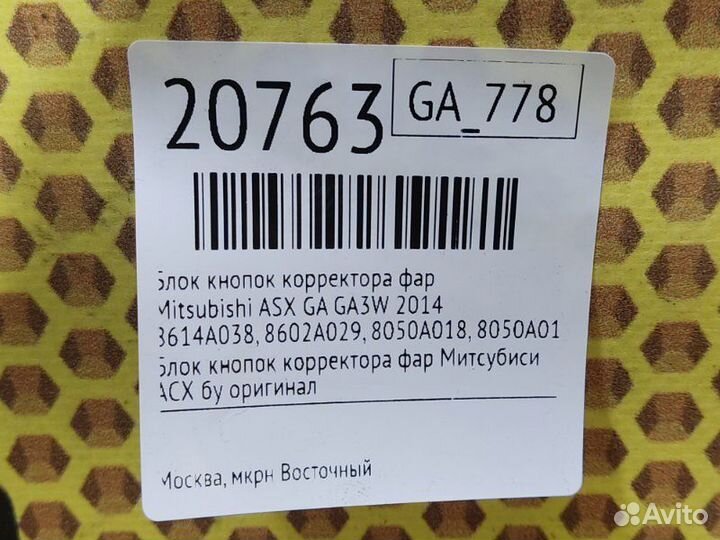 20763
GA_778
Блок кнопок корректора фар
Mitsubishi ASX GA GA3W 2014
8614A038, 8602A029, 8050A018, 8050A01
Блок кнопок корректора фар Митсубиси
АСХ бу оригинал
Москва, мкрн Восточный
Avito